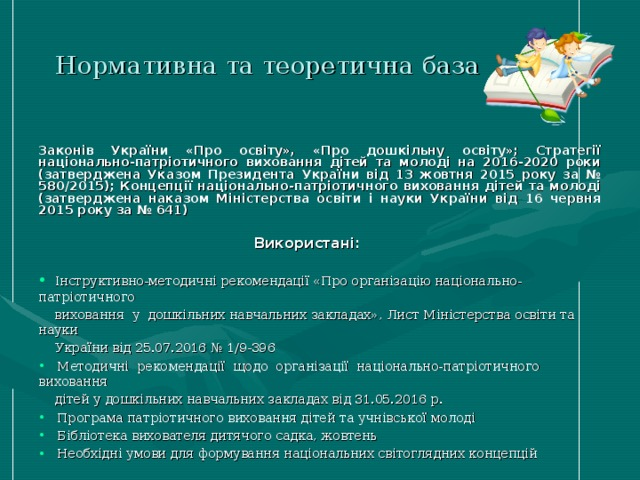 Нормативна та теоретична база
Законів України «Про освіту», «Про дошкільну освіту»; Стратегії
національно-патріотичного виховання дітей та молоді на 2016-2020 роки
(затверджена Указом Президента України від 13 жовтня 2015 року за №
580/2015); Концепції національно-патріотичного виховання дітей та молоді
(затверджена наказом Міністерства освіти і науки України від 16 червня
2015 року за № 641)
Використані:
• Інструктивно-методичні рекомендації «Про організацію національно-
патріотичного
виховання у дошкільних навчальних закладах», Лист Міністерства освіти та
науки
України від 25.07.2016 № 1/9-396
• Методичні рекомендації щодо організації національно-патріотичного
виховання
дітей у дошкільних навчальних закладах від 31.05.2016 р.
• Програма патріотичного виховання дітей та учнівської молоді
• Бібліотека вихователя дитячого садка, жовтень
• Необхідні умови для формування національних світоглядних концепцій